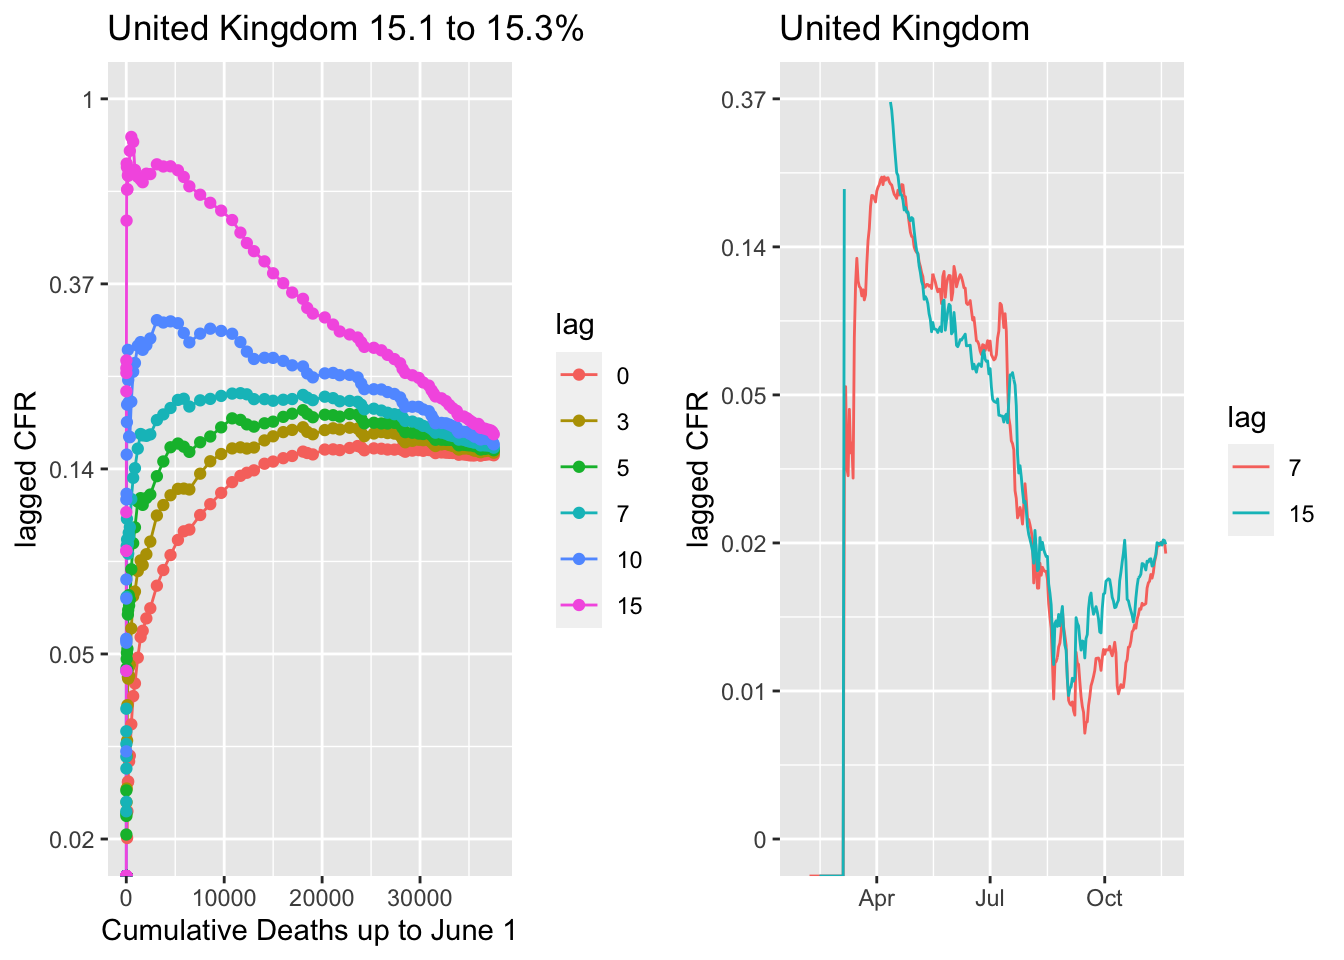 United Kingdom 15.1 to 15.3%
1
0.37
0.14
0.05
0.02
lagged CFR
0
10000
20000
30000
Cumulative Deaths up to June 1
lag
0
3
5
7
10
15
United Kingdom
0.37
0.14
0.05
0.02
0.01
0
lagged CFR
Apr
Jul
Oct
lag
7
15